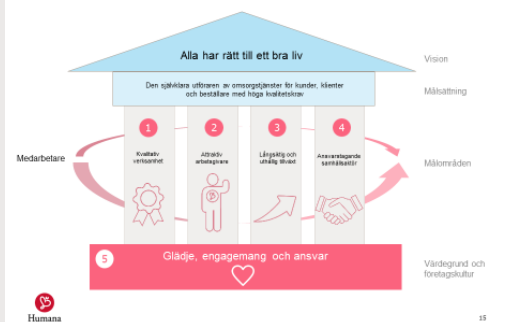 Alla har rätt till ett bra liv
Vision
Den självklara utföraren av omsorgstjänster för kunder, klienter
och beställare med höga kvalitetskrav
Målsättning
1
2
3
4
Kvalitativ
verksamhet
Attraktiv
arbetsgivare
Långsiktig och
uthållig tillväxt
Ansvarstagande
samhällsaktör
Medarbetare
Målområden
5
Glädje, engagemang och ansvar
Värdegrund och
företagskultur
Humana
15